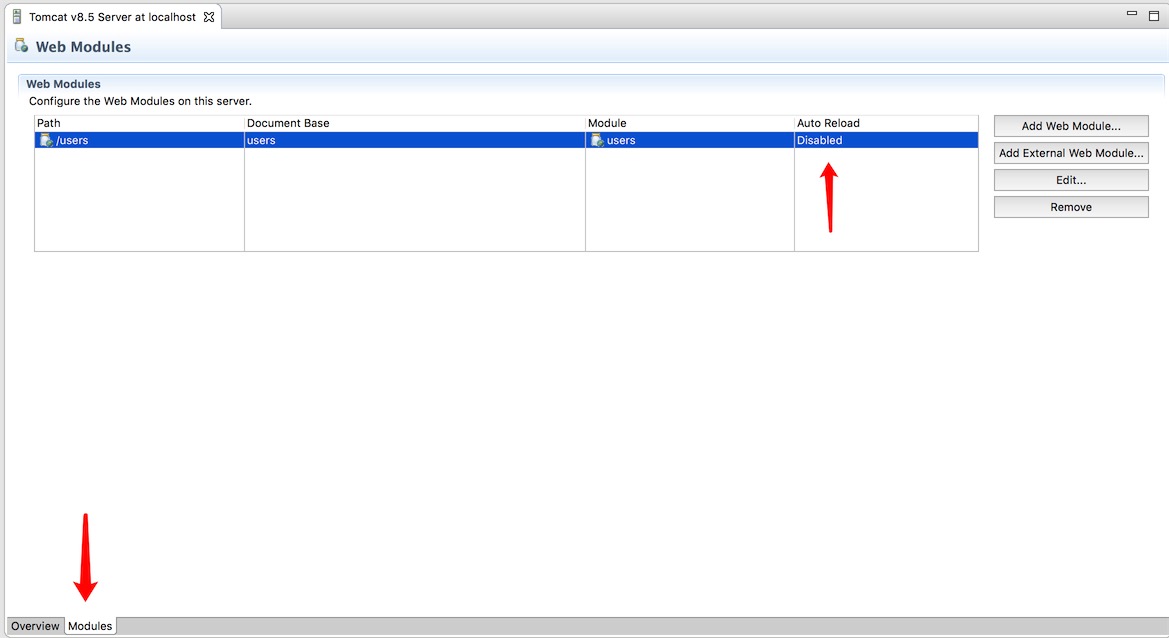 Tomcat v8.5 Server at localhost
Web Modules
Web Modules
Configure the Web Modules on this server.
Path Document Base Module Auto Reload
/users users users Disabled
Add Web Module...
Add External Web Module...
Edit...
Remove
Overview Modules